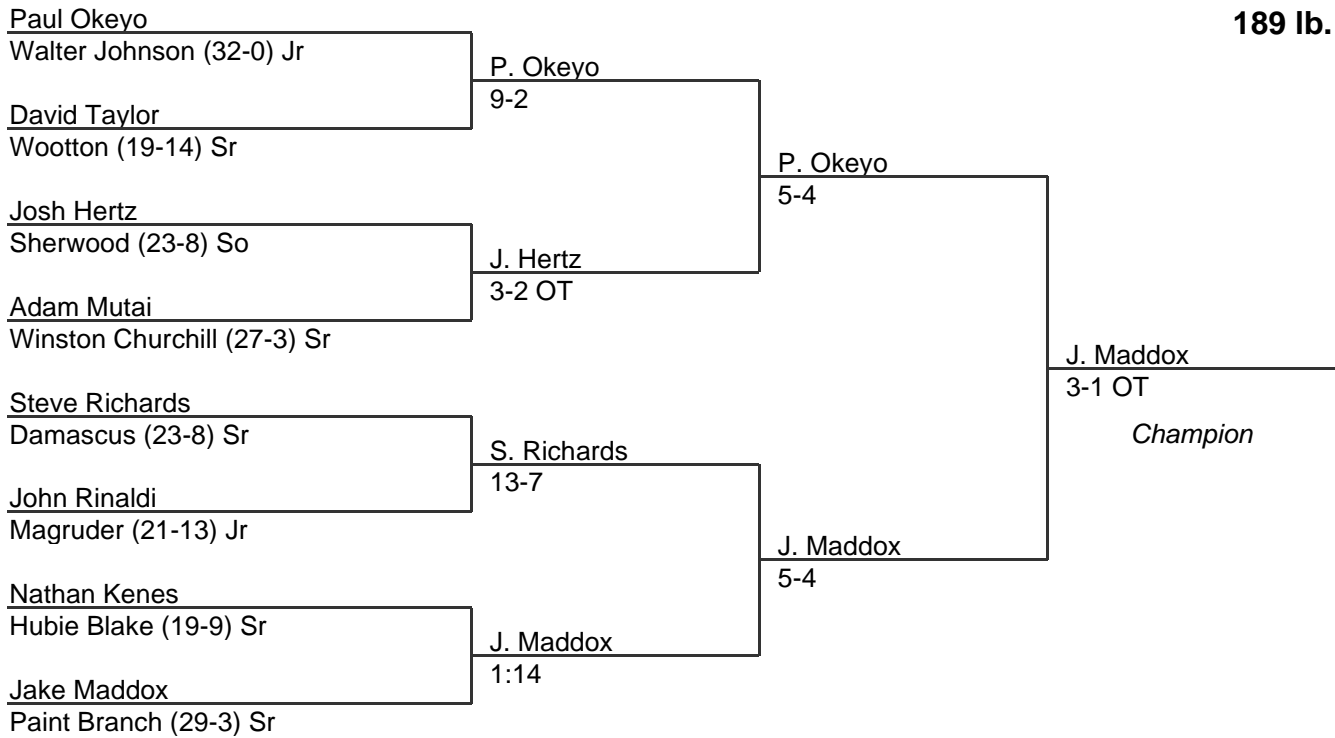 Paul Okeyo
189 lb.
Walter Johnson (32-0) Jr
P. Okeyo
9-2
David Taylor
Wootton (19-14) Sr
P. Okeyo
5-4
Josh Hertz
Sherwood (23-8) So
J. Hertz
3-2 OT
Adam Mutai
Winston Churchill (27-3) Sr
J. Maddox
3-1 OT
Champion
Steve Richards
Damascus (23-8) Sr
S. Richards
13-7
John Rinaldi
Magruder (21-13) Jr
J. Maddox
5-4
Nathan Kenes
Hubie Blake (19-9) Sr
J. Maddox
1:14
Jake Maddox
Paint Branch (29-3) Sr